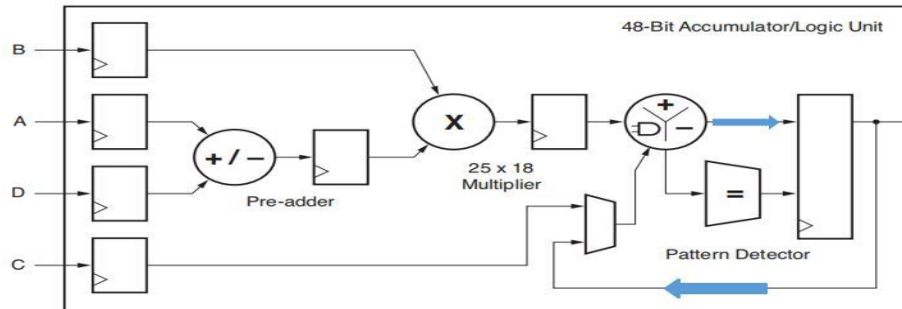 48-Bit Accumulator/Logic Unit
B
A
D
C
+ / −
Pre-adder
X
25 x 18
Multiplier
+
−
=
Pattern Detector